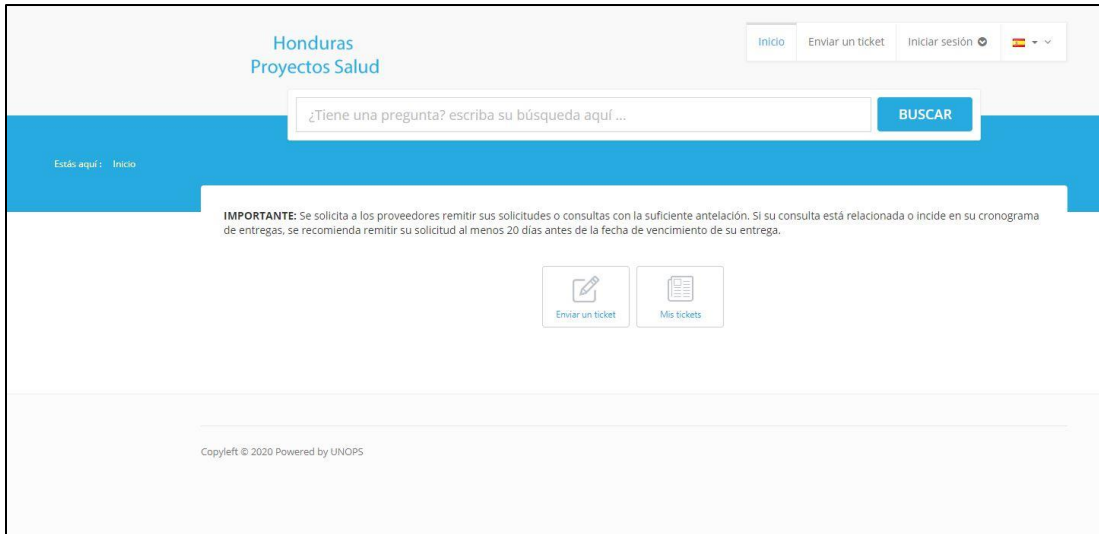 Honduras
Proyectos Salud
Inicio
Enviar un ticket
Iniciar sesión
¿Tiene una pregunta? escriba su búsqueda aquí ...
BUSCAR
Estás aquí : Inicio
IMPORTANTE: Se solicita a los proveedores remitir sus solicitudes o consultas con la suficiente antelación. Si su consulta está relacionada o incide en su cronograma
de entregas, se recomienda remitir su solicitud al menos 20 días antes de la fecha de vencimiento de su entrega.
Enviar un ticket
Mis tickets
Copyleft © 2020 Powered by UNOPS